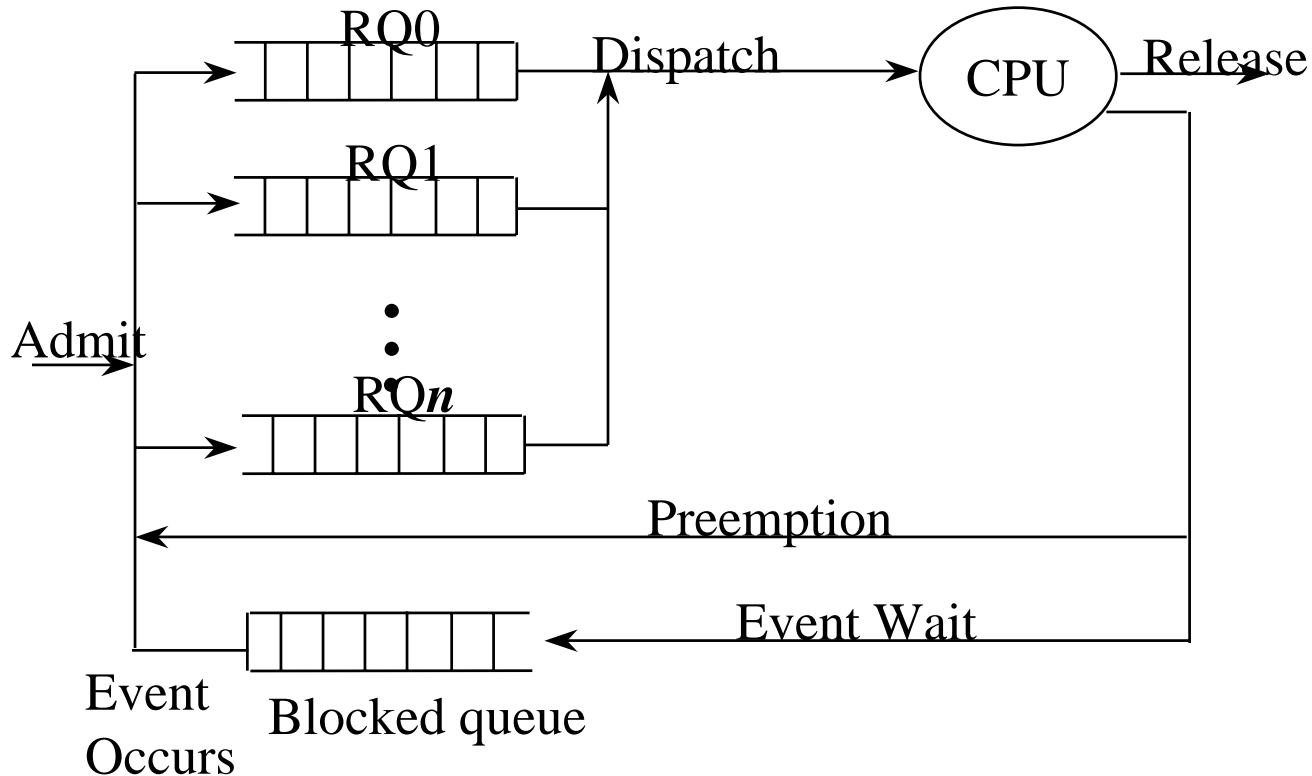 RQ0
Dispatch
CPU
Release
RQ1
Admit
RQn
Preemption
Event Wait
Event
Occurs
Blocked queue